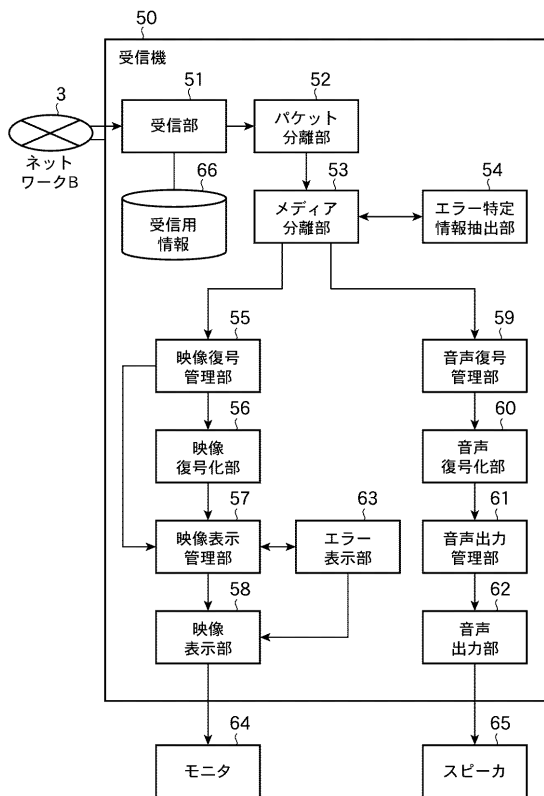 50
受信機
3
ネット
ワークB
51
受信部
52
パケット
分離部
66
受信用
情報
53
メディア
分離部
54
エラー特定
情報抽出部
55
映像復号
管理部
59
音声復号
管理部
56
映像
復号化部
60
音声
復号化部
57
映像表示
管理部
63
エラー
表示部
61
音声出力
管理部
58
映像
表示部
62
音声
出力部
64
モニタ
65
スピーカ